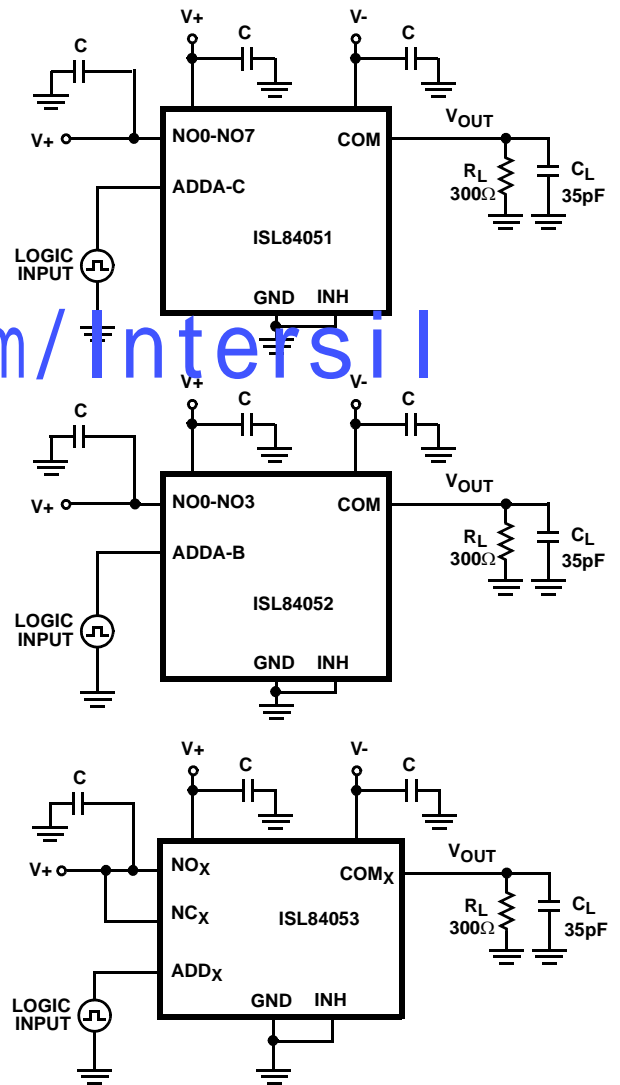 V+ V-
C C C
V+ NO0-NO7 COM VOUT
ADDA-C RL 300Ω CL 35pF
LOGIC INPUT
ISL84051
GND INH
m/Intersil
V+ V-
C C C
V+ NO0-NO3 COM VOUT
ADDA-B RL 300Ω CL 35pF
LOGIC INPUT
ISL84052
GND INH
V+ V-
C C C
V+ NOX COMX VOUT
NCX ISL84053 RL 300Ω CL 35pF
ADDX
LOGIC INPUT
GND INH